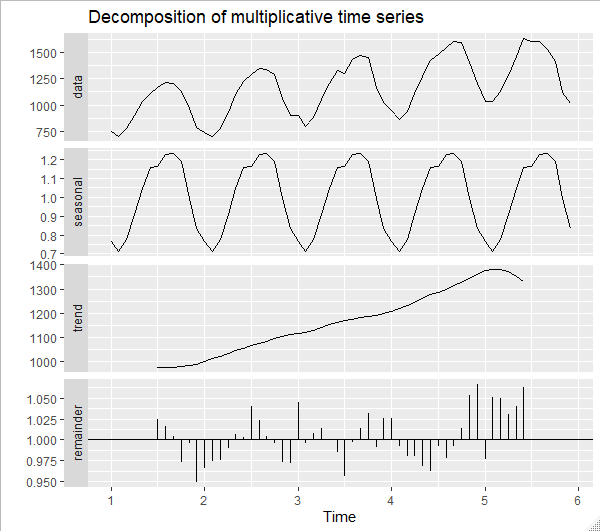 Decomposition of multiplicative time series
data
1500
1250
1000
750
seasonal
1.2
1.1
1.0
0.9
0.8
0.7
trend
1400
1300
1200
1100
1000
remainder
1.050
1.025
1.000
0.975
0.950
1 2 3 4 5 6
Time